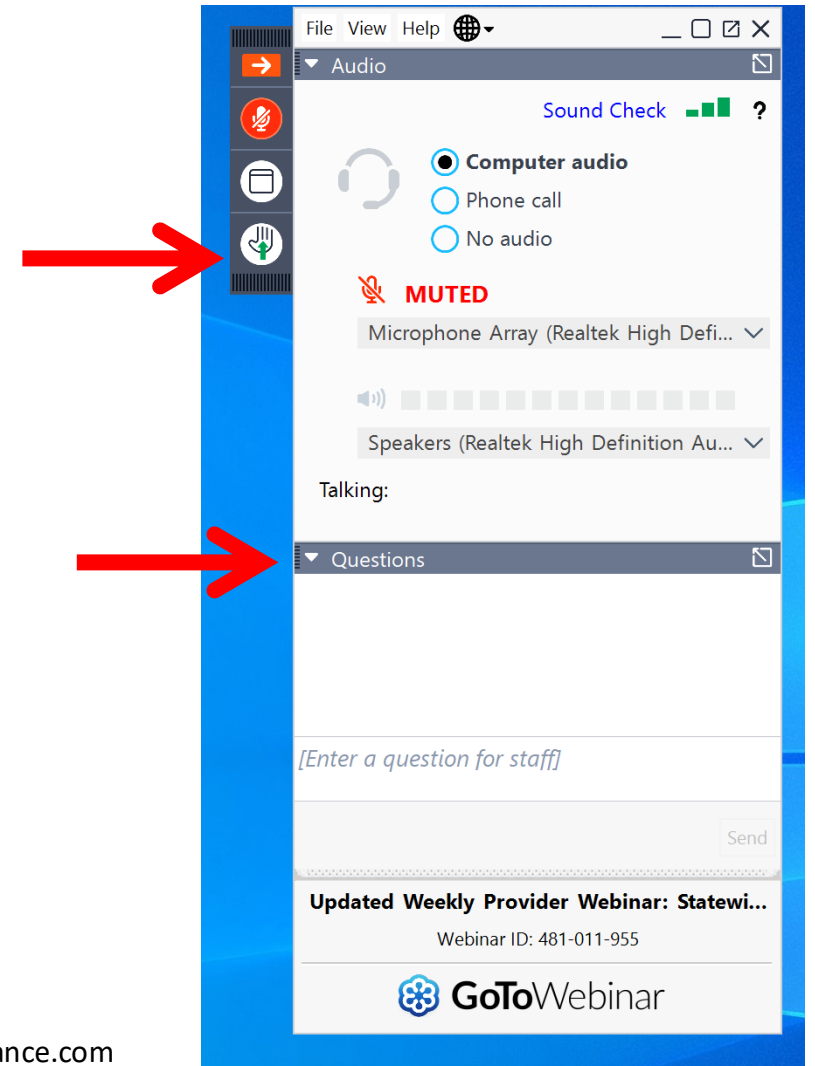 File View Help
Audio
Sound Check ?
Computer audio
Phone call
No audio
MUTED
Microphone Array (Realtek High Defi...
Speakers (Realtek High Definition Au...
Talking:
Questions
[Enter a question for staff]
Send
Updated Weekly Provider Webinar: Statewi...
Webinar ID: 481-011-955
GoToWebinar
nce.com